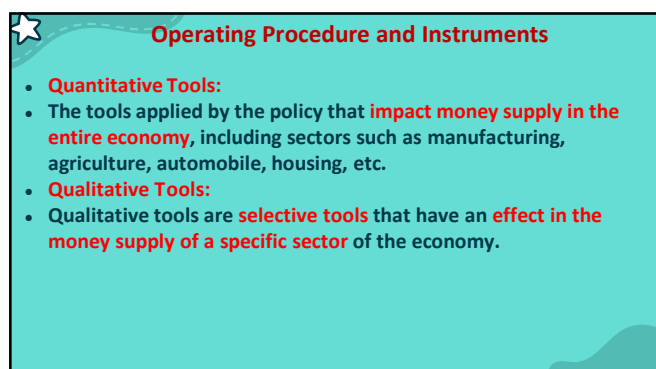 Operating Procedure and Instruments
• Quantitative Tools:
• The tools applied by the policy that impact money supply in the
entire economy, including sectors such as manufacturing,
agriculture, automobile, housing, etc.
• Qualitative Tools:
• Qualitative tools are selective tools that have an effect in the
money supply of a specific sector of the economy.